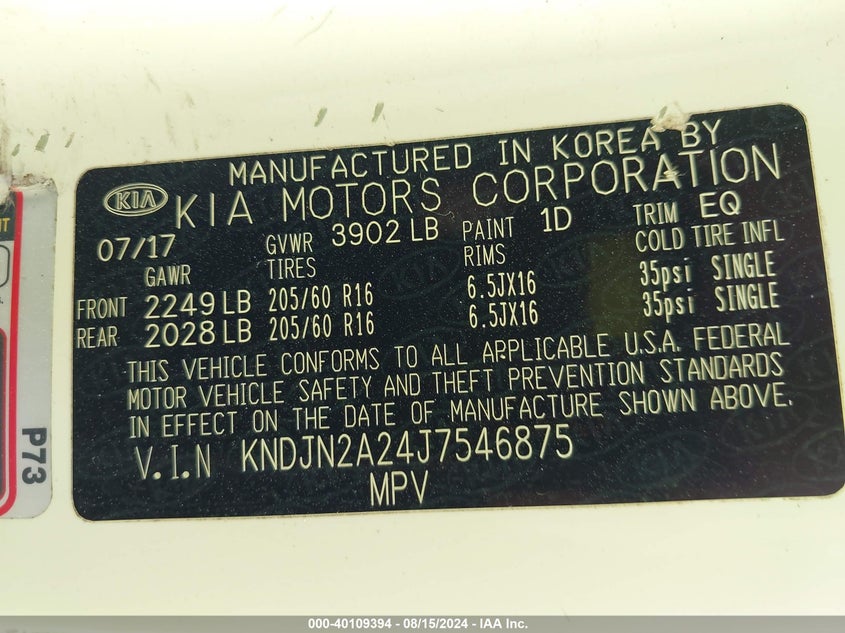 MANUFACTURED IN KOREA BY
KIA KIA MOTORS CORPORATION
07/17 GVWR 3902 LB PAINT 1D TRIM EQ
GAWR TIRES RIMS COLD TIRE INFL
FRONT 2249 LB 205/60 R16 6.5JX16 35psi SINGLE
REAR 2028 LB 205/60 R16 6.5JX16 35psi SINGLE
THIS VEHICLE CONFORMS TO ALL APPLICABLE U.S.A. FEDERAL
MOTOR VEHICLE SAFETY AND THEFT PREVENTION STANDARDS
IN EFFECT ON THE DATE OF MANUFACTURE SHOWN ABOVE.
V.I.N KNDJN2A24J7546875
MPV
P73
000-40109394 - 08/15/2024 - IAA Inc.